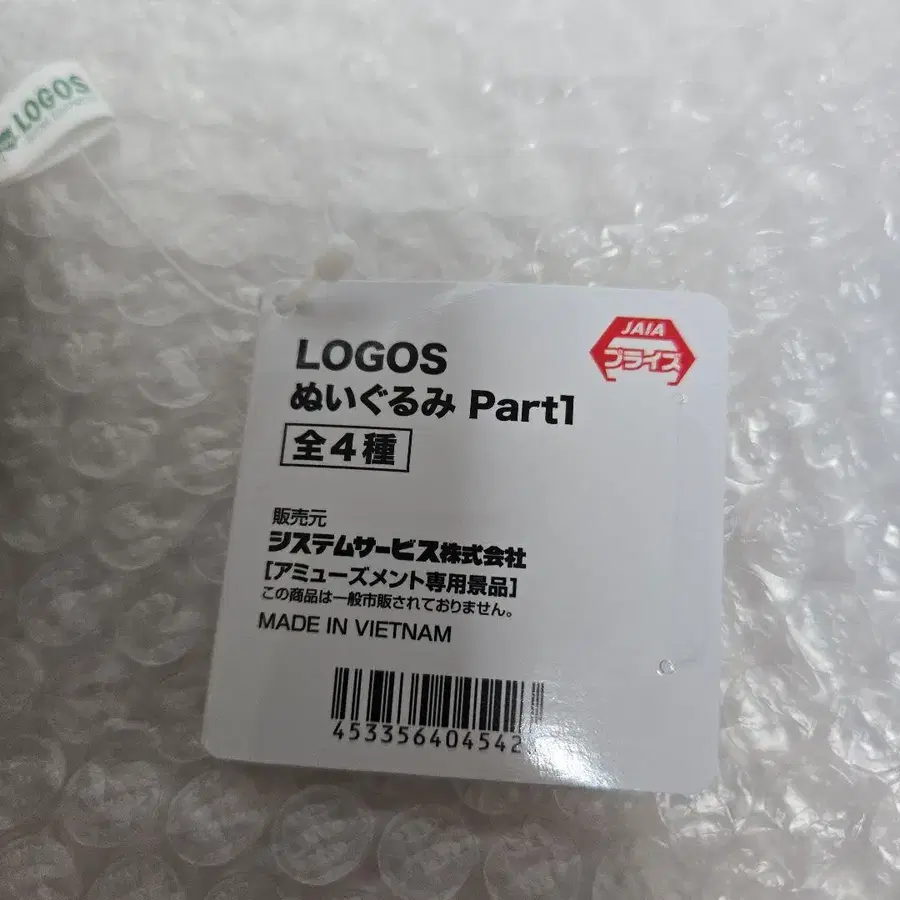 LOGOS
JAIA
プライズ
LOGOS
ぬいぐるみ Part1
全4種
販売元
システムサービス株式会社
[アミューズメント専用景品]
この商品は一般市販されておりません。
MADE IN VIETNAM
453356404542